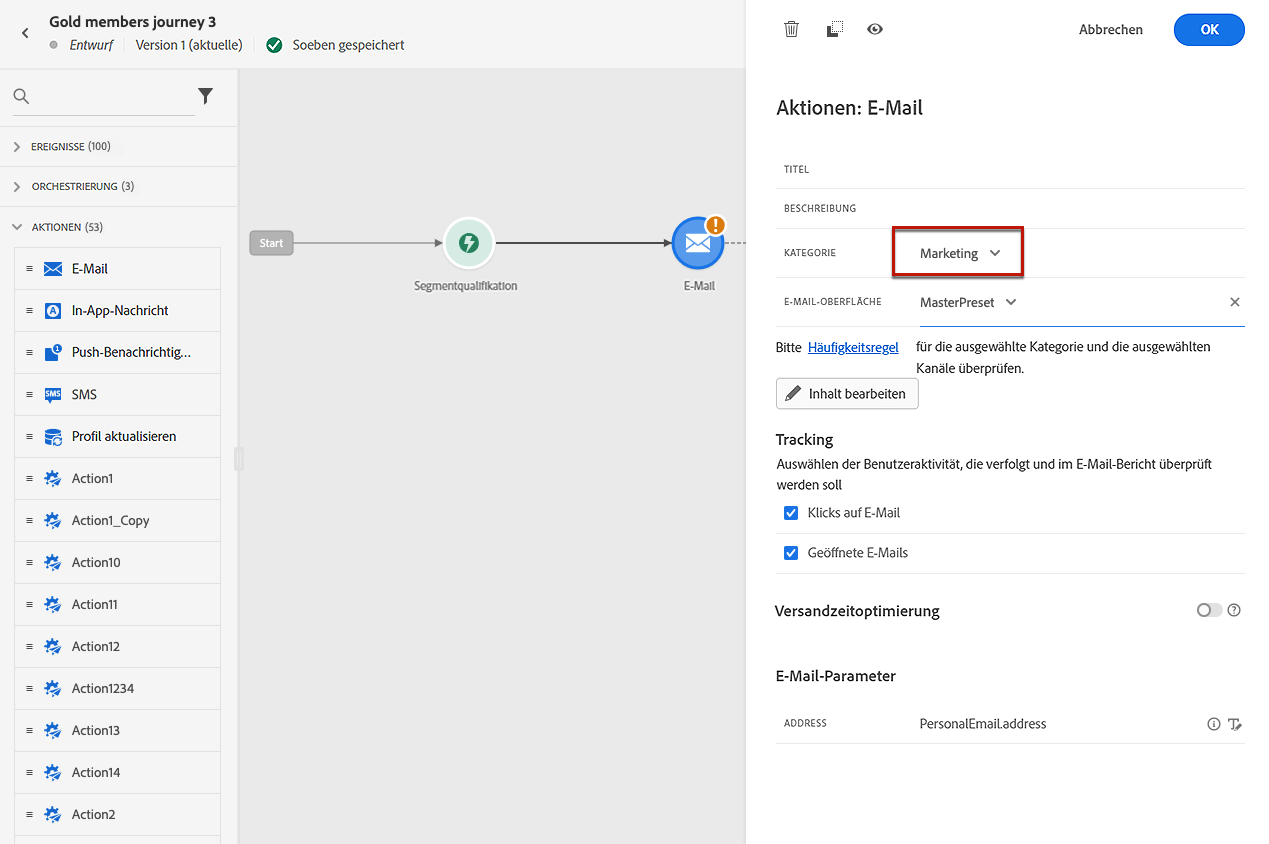 Gold members journey 3
Entwurf Version 1 (aktuelle) Soeben gespeichert
EREIGNISSE (100)
ORCHESTRIERUNG (3)
AKTIONEN (53)
E-Mail
In-App-Nachricht
Push-Benachrichtig...
SMS
Profil aktualisieren
Action1
Action1_Copy
Action10
Action11
Action12
Action1234
Action13
Action14
Action2
Start
Segmentqualifikation
E-Mail
Abbrechen
OK
Aktionen: E-Mail
TITEL
BESCHREIBUNG
KATEGORIE Marketing
E-MAIL-OBERFLÄCHE MasterPreset
Bitte Häufigkeitsregel für die ausgewählte Kategorie und die ausgewählten
Kanäle überprüfen.
Inhalt bearbeiten
Tracking
Auswählen der Benutzeraktivität, die verfolgt und im E-Mail-Bericht überprüft
werden soll
Klicks auf E-Mail
Geöffnete E-Mails
Versandzeitoptimierung
E-Mail-Parameter
ADDRESS PersonalEmail.address